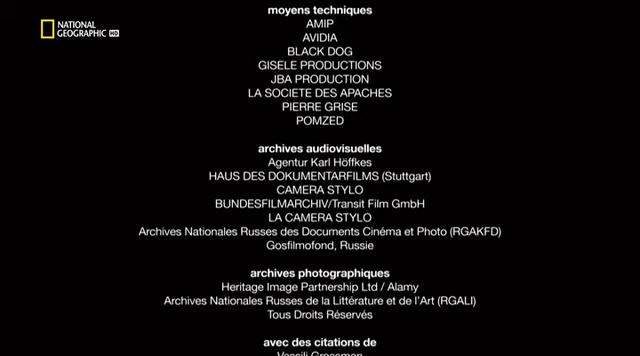 NATIONAL
GEOGRAPHIC HD
moyens techniques
AMIP
AVIDIA
BLACK DOG
GISELE PRODUCTIONS
JBA PRODUCTION
LA SOCIETE DES APACHES
PIERRE GRISE
POMZED
archives audiovisuelles
Agentur Karl Höffkes
HAUS DES DOKUMENTARFILMS (Stuttgart)
CAMERA STYLO
BUNDESFILMARCHIV/Transit Film GmbH
LA CAMERA STYLO
Archives Nationales Russes des Documents Cinéma et Photo (RGAKFD)
Gosfilmofond, Russie
archives photographiques
Heritage Image Partnership Ltd / Alamy
Archives Nationales Russes de la Littérature et de l'Art (RGALI)
Tous Droits Réservés
avec des citations de
Vassili Grossman